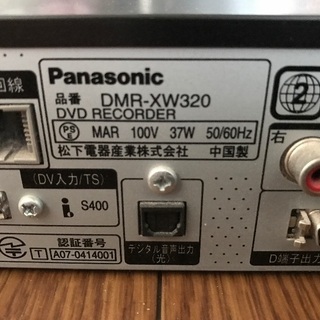 Panasonic
回線
品番 DMR-XW320
DVD RECORDER
2
PS E MAR 100V 37W 50/60Hz
松下電器産業株式会社 中国製
右
(DV入力/TS)
i S400
認証番号
T A07-0414001
デジタル音声出力
(光)
D端子出力